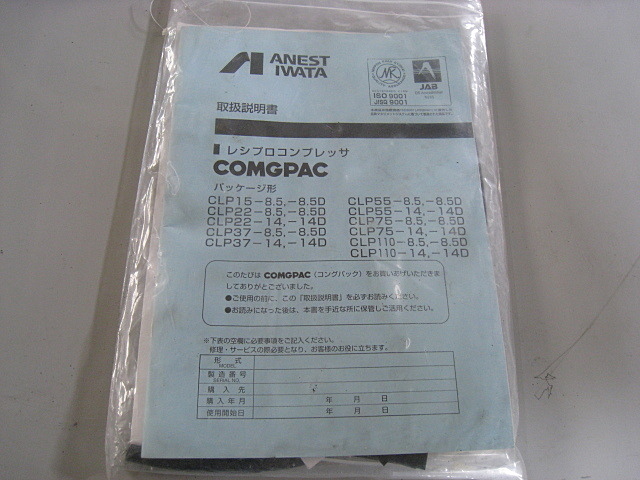 ANEST
IWATA
ISO 9001
JISQ 9001
JAB
取扱説明書
レシプロコンプレッサ
COMGPAC
パッケージ形
CLP15－8.5,－8.5D
CLP22－8.5,－8.5D
CLP22－14,－14D
CLP37－8.5,－8.5D
CLP37－14,－14D
CLP55－8.5,－8.5D
CLP55－14,－14D
CLP75－8.5,－8.5D
CLP75－14,－14D
CLP110－8.5,－8.5D
CLP110－14,－14D
このたびは COMGPAC（コングパック）をお買いあげいただきま
してありがとございました。
●ご使用の前に、この「取扱説明書」を必ずお読みください。
●お読みになった後は、本書を手近な所に保管しご活用ください。
※下表の空欄に必要事項をご記入ください。
修理・サービスの際必要となり、お客様のお役に立ちます。
形 式
MODEL
製 造 番 号
SERIAL NO.
購 入 先
購 入 年 月 年 月 日
使用開始日 年 月 日